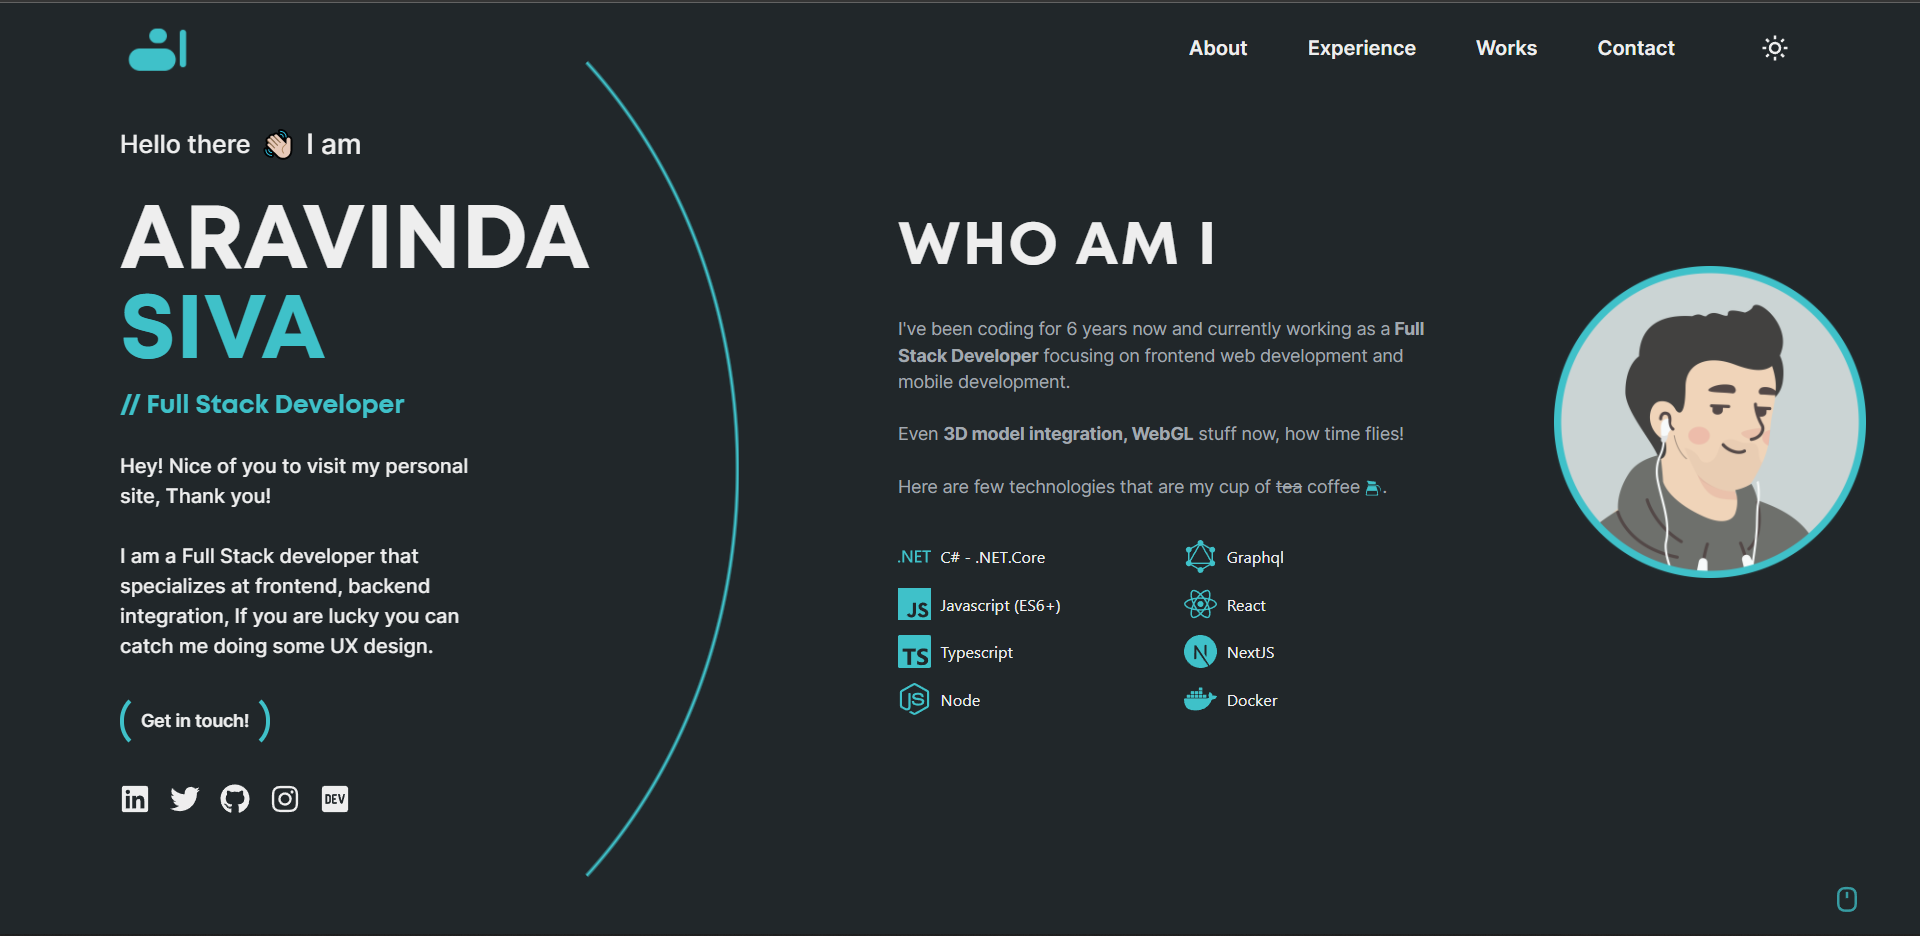 About
Experience
Works
Contact
Hello there 👋🏻 I am
ARAVINDA
SIVA
// Full Stack Developer
Hey! Nice of you to visit my personal
site, Thank you!
I am a Full Stack developer that
specializes at frontend, backend
integration, If you are lucky you can
catch me doing some UX design.
Get in touch!
in
DEV
WHO AM I
I've been coding for 6 years now and currently working as a Full
Stack Developer focusing on frontend web development and
mobile development.
Even 3D model integration, WebGL stuff now, how time flies!
Here are few technologies that are my cup of tea coffee .
.NET C# - .NET.Core
JS Javascript (ES6+)
TS Typescript
JS Node
Graphql
React
N NextJS
Docker